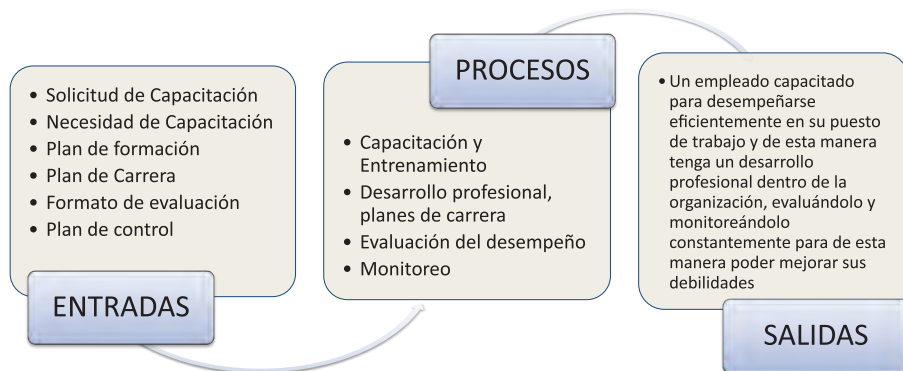 • Solicitud de Capacitación
• Necesidad de Capacitación
• Plan de formación
• Plan de Carrera
• Formato de evaluación
• Plan de control
ENTRADAS
PROCESOS
• Capacitación y
Entrenamiento
• Desarrollo profesional,
planes de carrera
• Evaluación del desempeño
• Monitoreo
• Un empleado capacitado
para desempeñarse
eficientemente en su puesto
de trabajo y de esta manera
tenga un desarrollo
profesional dentro de la
organización, evaluándolo y
monitoreándolo
constantemente para de esta
manera poder mejorar sus
debilidades
SALIDAS